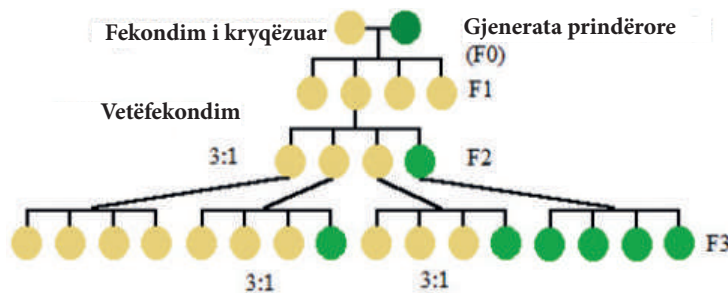 Fekondim i kryqëzuar
Gjenerata prindërore
(F0)
F1
Vetëfekondim
3:1
F2
F3
3:1
3:1